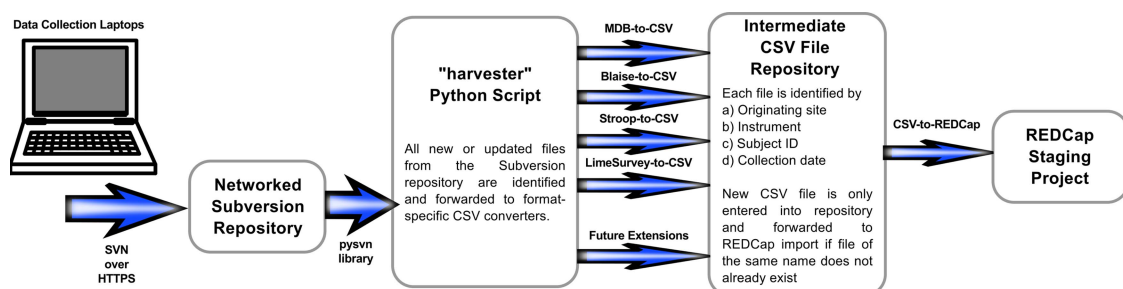 Data Collection Laptops
SVN
over
HTTPS
Networked
Subversion
Repository
pysvn
library
"harvester"
Python Script
All new or updated files
from the Subversion
repository are identified
and forwarded to format-
specific CSV converters.
MDB-to-CSV
Blaise-to-CSV
Stroop-to-CSV
LimeSurvey-to-CSV
Future Extensions
Intermediate
CSV File
Repository
Each file is identified by
a) Originating site
b) Instrument
c) Subject ID
d) Collection date
New CSV file is only
entered into repository
and forwarded to
REDCap import if file of
the same name does not
already exist
CSV-to-REDCap
REDCap
Staging
Project